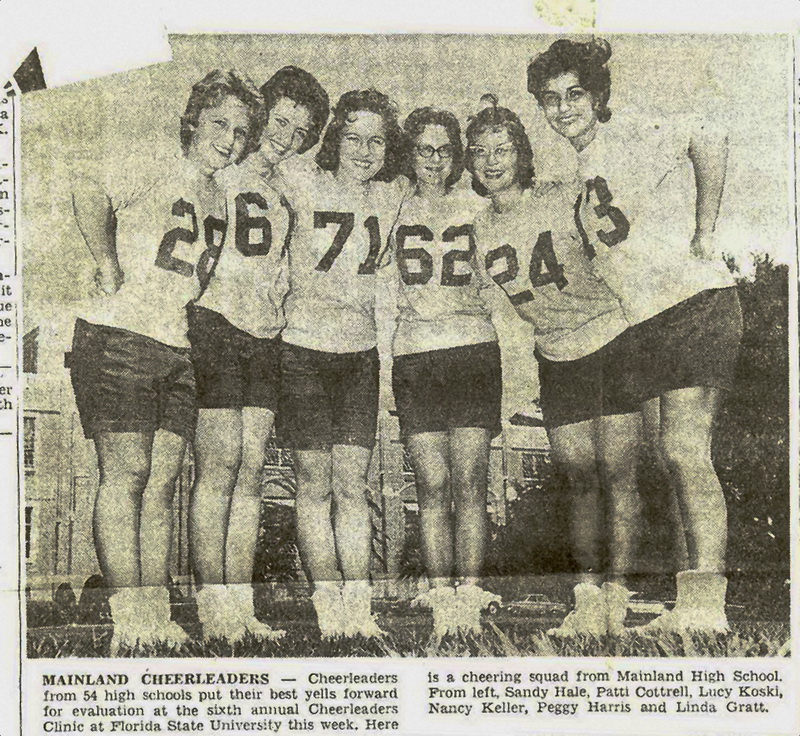 28
6
71
62
24
13
MAINLAND CHEERLEADERS — Cheerleaders
from 54 high schools put their best yells forward
for evaluation at the sixth annual Cheerleaders
Clinic at Florida State University this week. Here
is a cheering squad from Mainland High School.
From left, Sandy Hale, Patti Cottrell, Lucy Koski,
Nancy Keller, Peggy Harris and Linda Gratt.